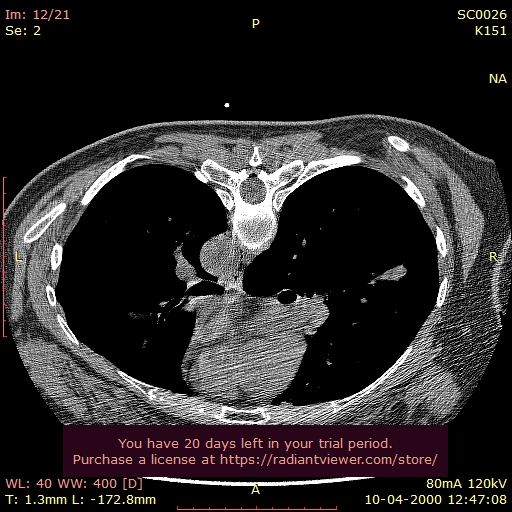 Im: 12/21
Se: 2
P
SC0026
K151
NA
L
R
You have 20 days left in your trial period.
Purchase a license at https://radiantviewer.com/store/
WL: 40 WW: 400 [D]
T: 1.3mm L: -172.8mm
A
80mA 120kV
10-04-2000 12:47:08